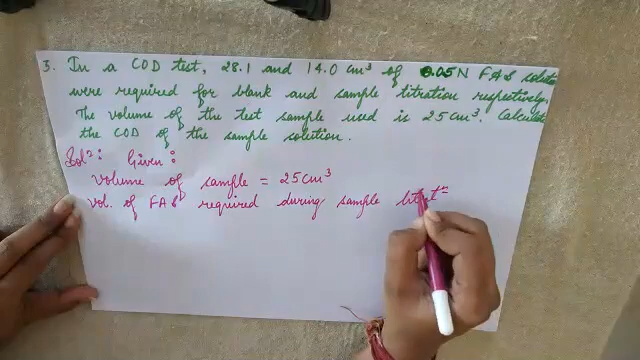 3. In a COD test, 28.1 and 14.0 cm³ of 0.05N FAS solution
were required for blank and sample titration respectively.
The volume of the test sample used is 25cm³. Calculate
the COD of the sample solution.
Solⁿ: Given:
volume of sample = 25cm³
vol. of FAS required during sample